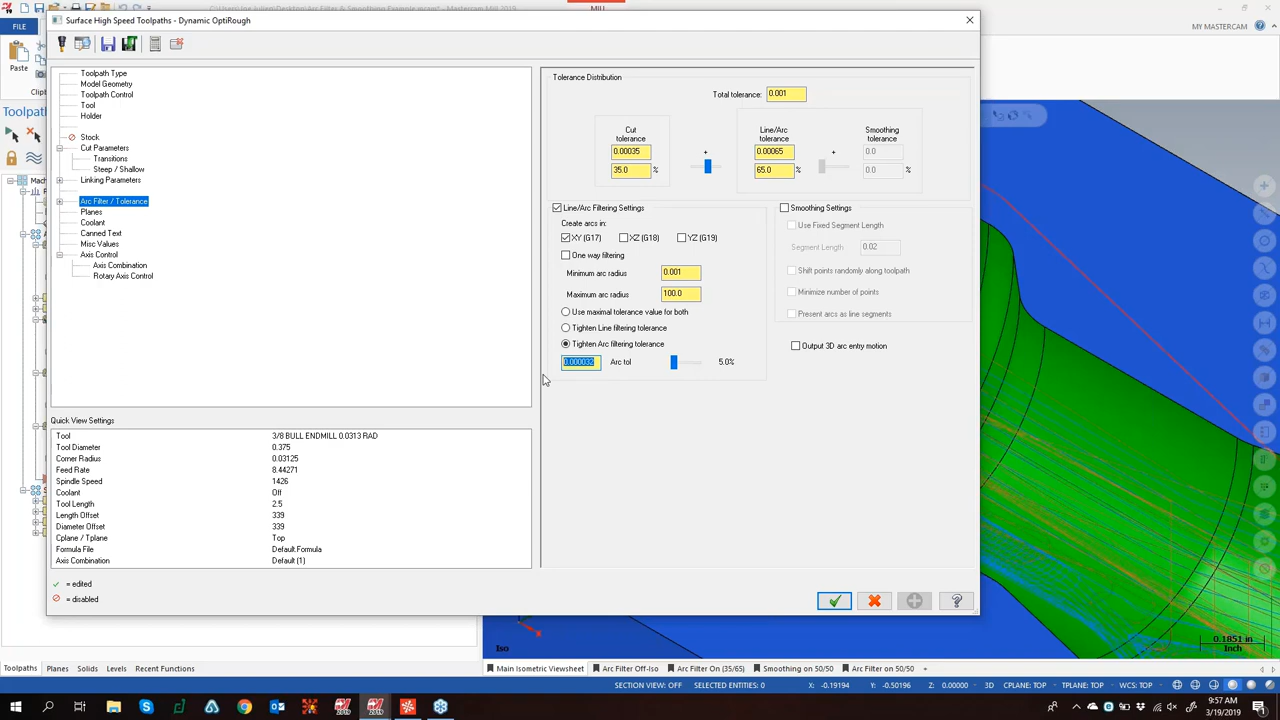 Surface High Speed Toolpaths - Dynamic OptiRough
FILE
MY MASTERCAM
Paste
Toolpath Type
Model Geometry
Toolpath Control
Tool
Holder
Stock
Cut Parameters
Transitions
Steep / Shallow
Linking Parameters
Arc Filter / Tolerance
Planes
Coolant
Canned Text
Misc Values
Axis Control
Axis Combination
Rotary Axis Control
Tolerance Distribution
Total tolerance: 0.001
Cut tolerance
0.00035
35.0 %
+
Line/Arc tolerance
0.00065
65.0 %
+
Smoothing tolerance
0.0
0.0 %
Line/Arc Filtering Settings
Create arcs in:
XY (G17) XZ (G18) YZ (G19)
One way filtering
Minimum arc radius 0.001
Maximum arc radius 100.0
Use maximal tolerance value for both
Tighten Line filtering tolerance
Tighten Arc filtering tolerance
0.000032 Arc tol 5.0%
Smoothing Settings
Use Fixed Segment Length
Segment Length 0.02
Shift points randomly along toolpath
Minimize number of points
Present arcs as line segments
Output 3D arc entry motion
Quick View Settings
Tool 3/8 BULL ENDMILL 0.0313 RAD
Tool Diameter 0.375
Corner Radius 0.03125
Feed Rate 8.44271
Spindle Speed 1426
Coolant Off
Tool Length 2.5
Length Offset 339
Diameter Offset 339
Cplane / Tplane Top
Formula File Default.Formula
Axis Combination Default (1)
= edited
= disabled
Iso
0.1851 in
Inch
Toolpaths Planes Solids Levels Recent Functions
Main Isometric Viewsheet Arc Filter Off-Iso Arc Filter On (35/65) Smoothing on 50/50 Arc Filter on 50/50 +
SECTION VIEW: OFF SELECTED ENTITIES: 0 X: -0.19194 Y: -0.50196 Z: 0.00000 3D CPLANE: TOP TPLANE: TOP WCS: TOP
9:57 AM
3/19/2019